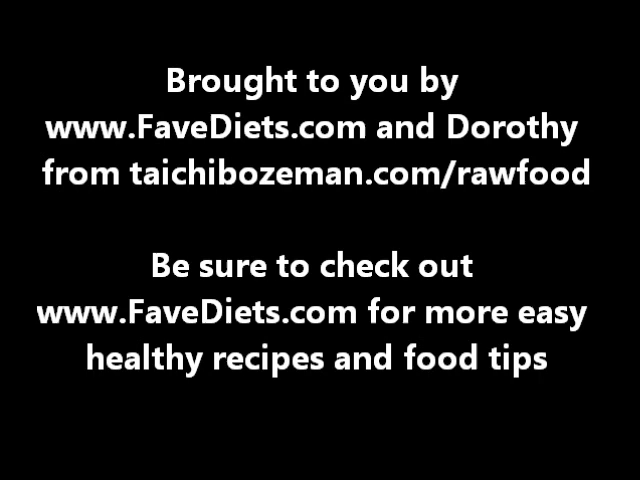 Brought to you by
www.FaveDiets.com and Dorothy
from taichibozeman.com/rawfood
Be sure to check out
www.FaveDiets.com for more easy
healthy recipes and food tips